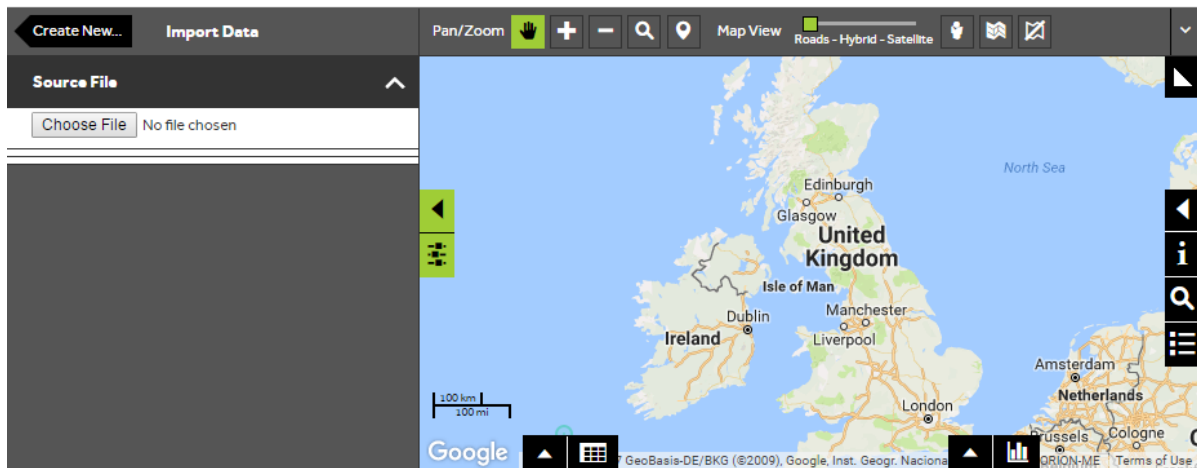 Create New... Import Data Pan/Zoom Map View Roads - Hybrid - Satellite
Source File
Choose File No file chosen
North Sea
Edinburgh
Glasgow
United
Kingdom
Isle of Man
Manchester
Dublin
Liverpool
Ireland
Amsterdam
Netherlands
100 km
100 mi
London
Brussels Cologne
Google GeoBasis-DE/BKG (©2009), Google, Inst. Geogr. Naciona ORION-ME Terms of Use